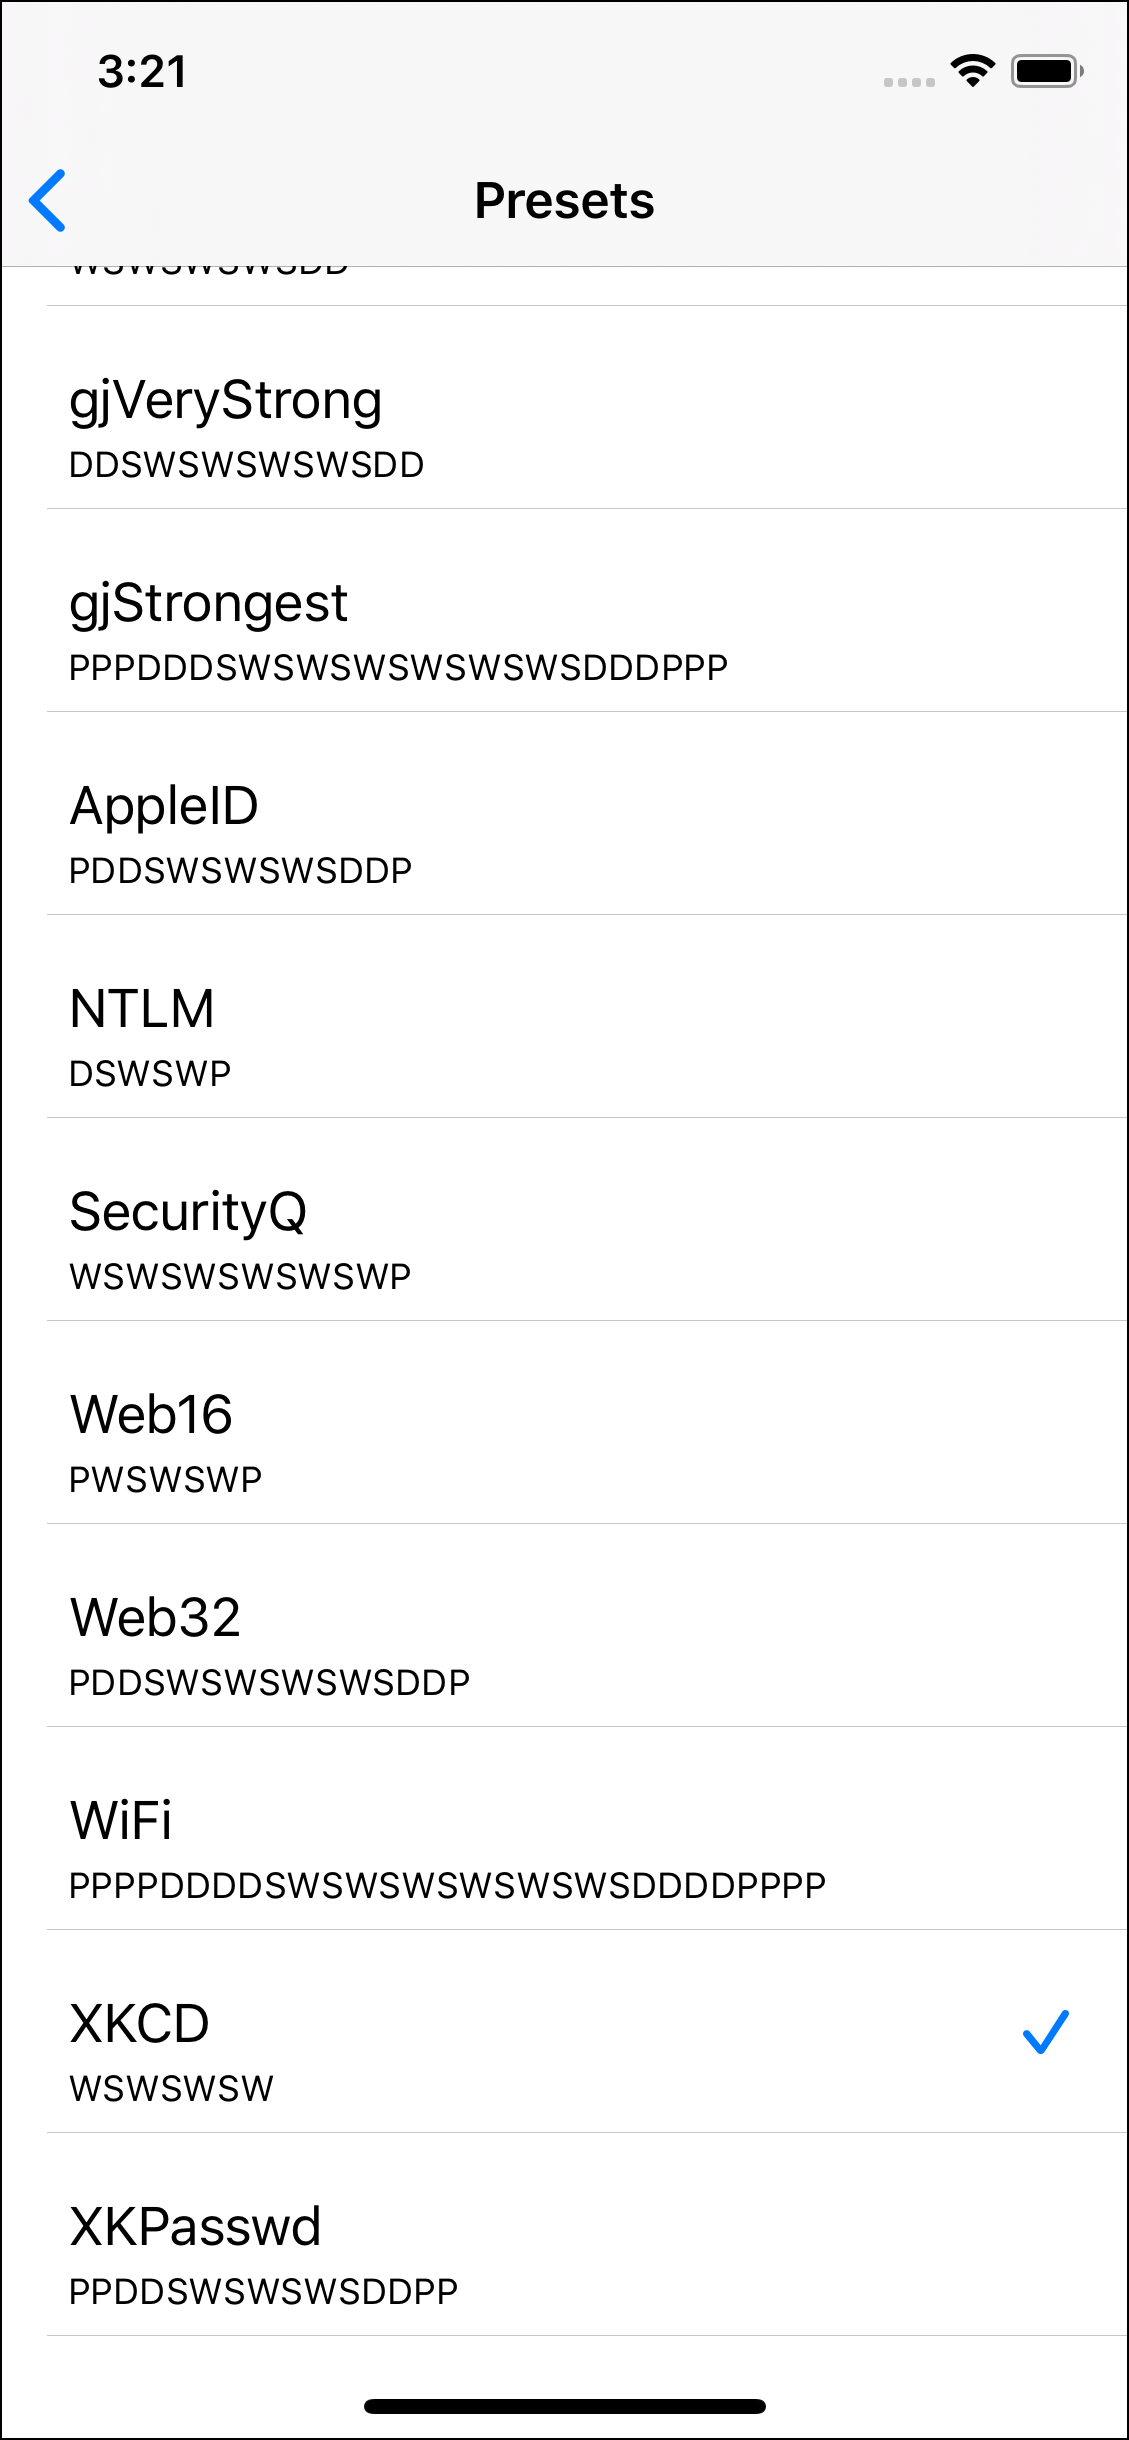 3:21
Presets
WSWSWSWSDD
gjVeryStrong
DDSWSWSWSWSDD
gjStrongest
PPPDDDSWSWSWSWSWSWSDDDPPP
AppleID
PDDSWSWSWSDDP
NTLM
DSWSWP
SecurityQ
WSWSWSWSWSWP
Web16
PWSWSWP
Web32
PDDSWSWSWSWSDDP
WiFi
PPPPDDDDSWSWSWSWSWSWSDDDDPPPP
XKCD
WSWSWSW
XKPasswd
PPDDSWSWSWSDDPP